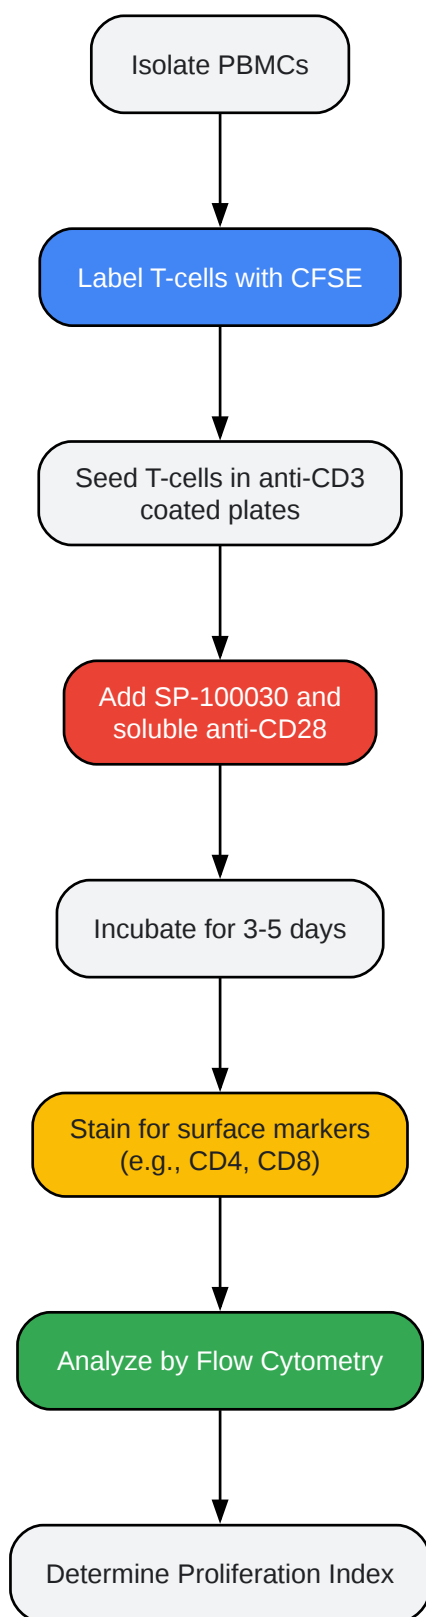 Isolate PBMCs
Label T-cells with CFSE
Seed T-cells in anti-CD3
coated plates
Add SP-100030 and
soluble anti-CD28
Incubate for 3-5 days
Stain for surface markers
(e.g., CD4, CD8)
Analyze by Flow Cytometry
Determine Proliferation Index